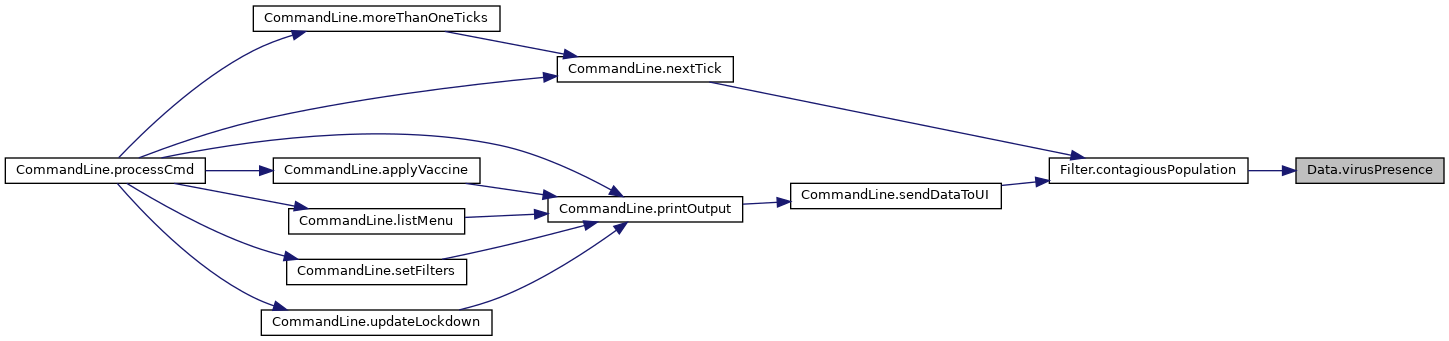 CommandLine.moreThanOneTicks
CommandLine.nextTick
CommandLine.processCmd
CommandLine.applyVaccine
Filter.contagiousPopulation
Data.virusPresence
CommandLine.sendDataToUI
CommandLine.printOutput
CommandLine.listMenu
CommandLine.setFilters
CommandLine.updateLockdown